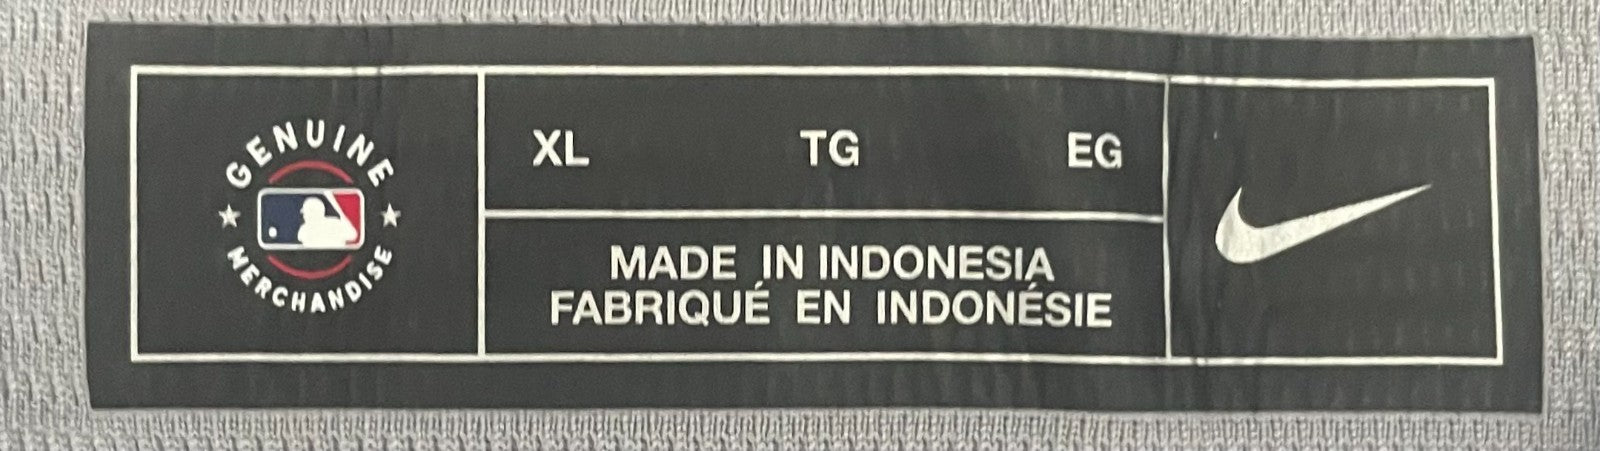 GENUINE
MERCHANDISE
XL TG EG
MADE IN INDONESIA
FABRIQUÉ EN INDONÉSIE